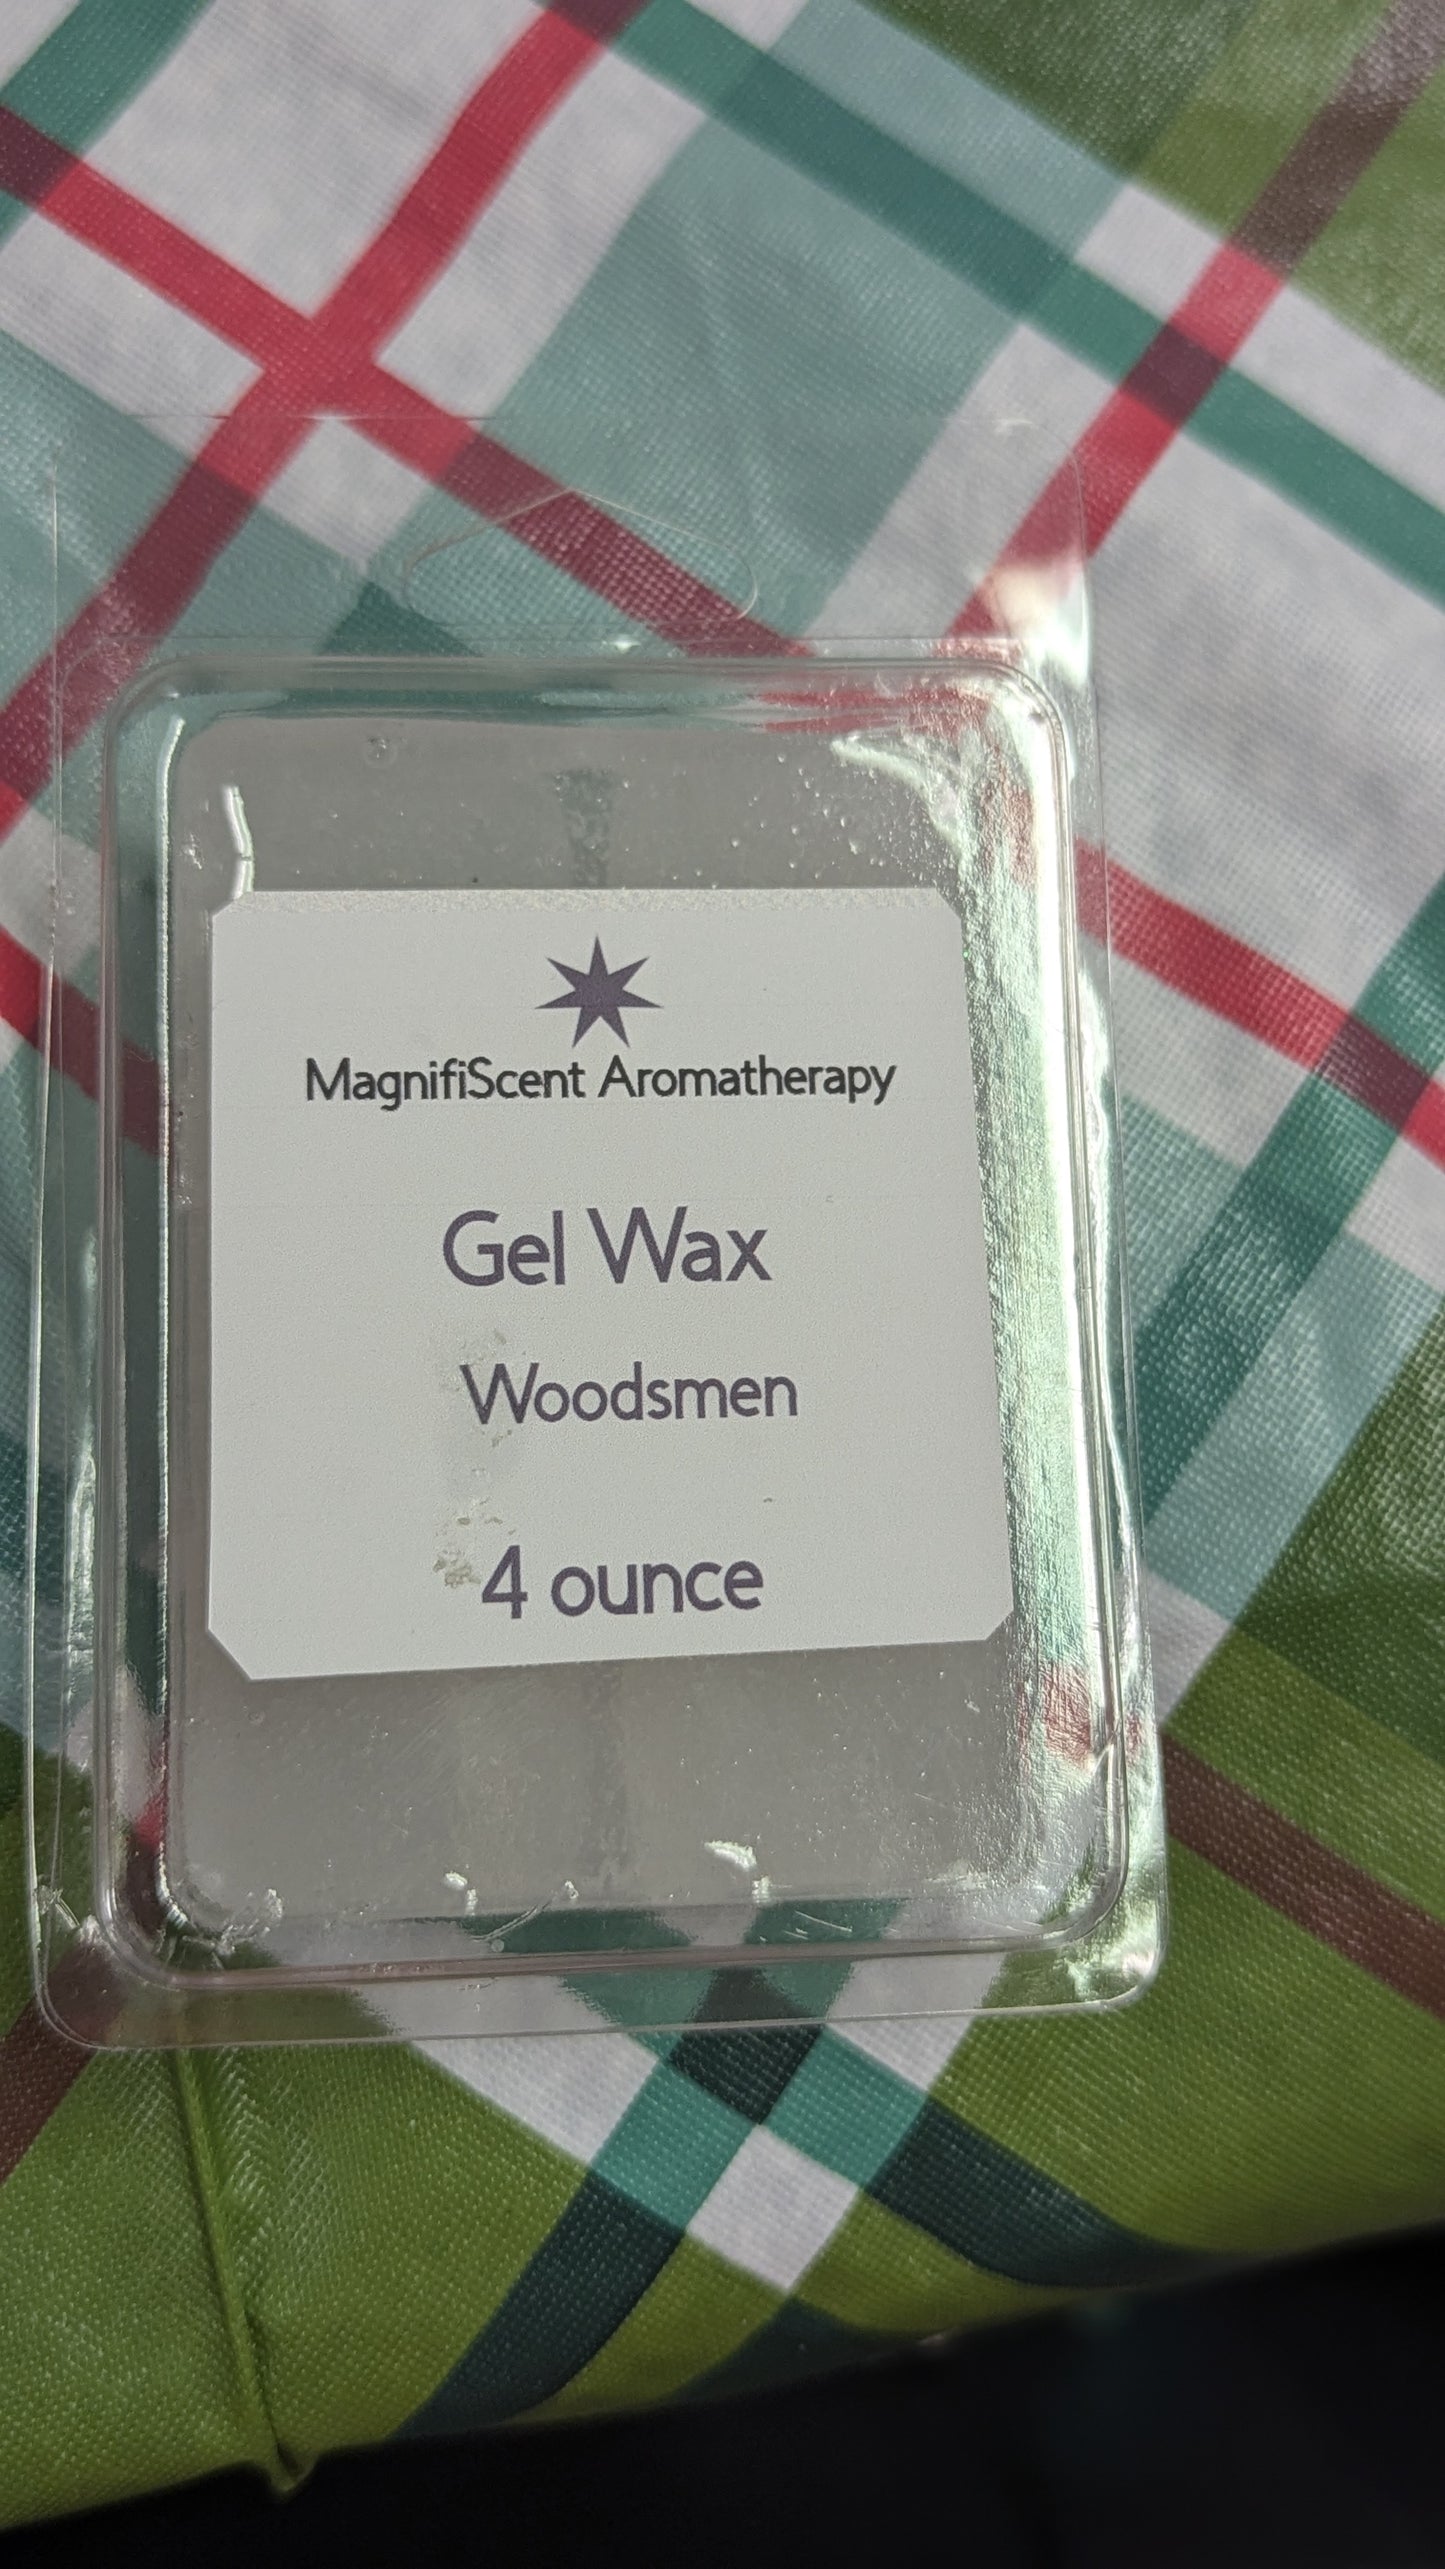 MagnifiScent Aromatherapy
Gel Wax
Woodsmen
4 ounce